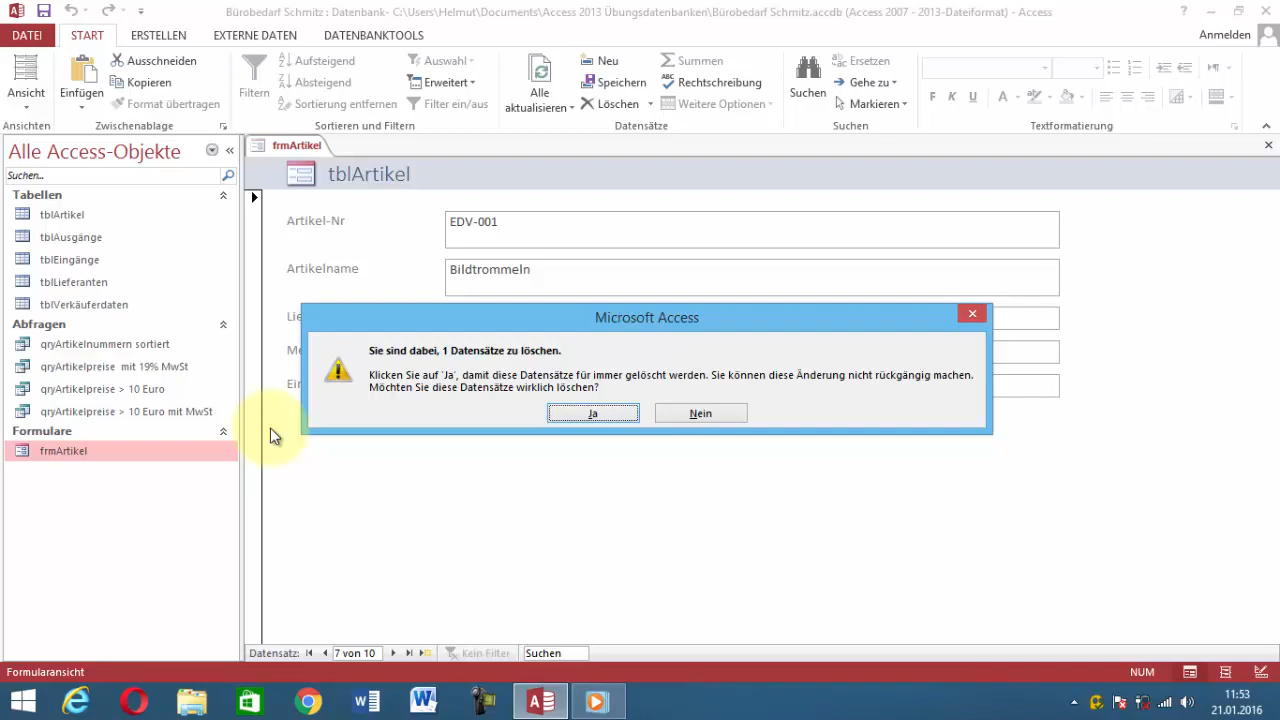 Bürobedarf Schmitz : Datenbank- C:\Users\Helmut\Documents\Access 2013 Übungsdatenbanken\Bürobedarf Schmitz.accdb (Access 2007 - 2013-Dateiformat) - Access
DATEI START ERSTELLEN EXTERNE DATEN DATENBANKTOOLS Anmelden
Ansicht
Ansichten
Einfügen
Ausschneiden
Kopieren
Format übertragen
Zwischenablage
Filtern
Aufsteigend
Absteigend
Sortierung entfernen
Auswahl
Erweitert
Filter ein/aus
Sortieren und Filtern
Alle
aktualisieren
Neu
Speichern
Löschen
Summen
Rechtschreibung
Weitere Optionen
Datensätze
Suchen
Ersetzen
Gehe zu
Markieren
Suchen
F K U A
Textformatierung
Alle Access-Objekte
Suchen...
Tabellen
tblArtikel
tblAusgänge
tblEingänge
tblLieferanten
tblVerkäuferdaten
Abfragen
qryArtikelnummern sortiert
qryArtikelpreise mit 19% MwSt
qryArtikelpreise > 10 Euro
qryArtikelpreise > 10 Euro mit MwSt
Formulare
frmArtikel
frmArtikel
tblArtikel
Artikel-Nr EDV-001
Artikelname Bildtrommeln
Lie
Me
Ein
Microsoft Access
Sie sind dabei, 1 Datensätze zu löschen.
Klicken Sie auf 'Ja', damit diese Datensätze für immer gelöscht werden. Sie können diese Änderung nicht rückgängig machen.
Möchten Sie diese Datensätze wirklich löschen?
Ja Nein
Datensatz: 7 von 10 Kein Filter Suchen
Formularansicht NUM
11:53
21.01.2016